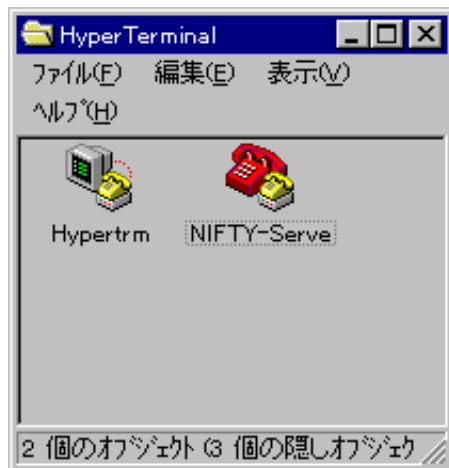 HyperTerminal
ﾌｧｲﾙ(F) 編集(E) 表示(V)
ﾍﾙﾌﾟ(H)
Hypertrm NIFTY-Serve
2 個のｵﾌﾞｼﾞｪｸﾄ (3 個の隠しｵﾌﾞｼﾞｪｸ